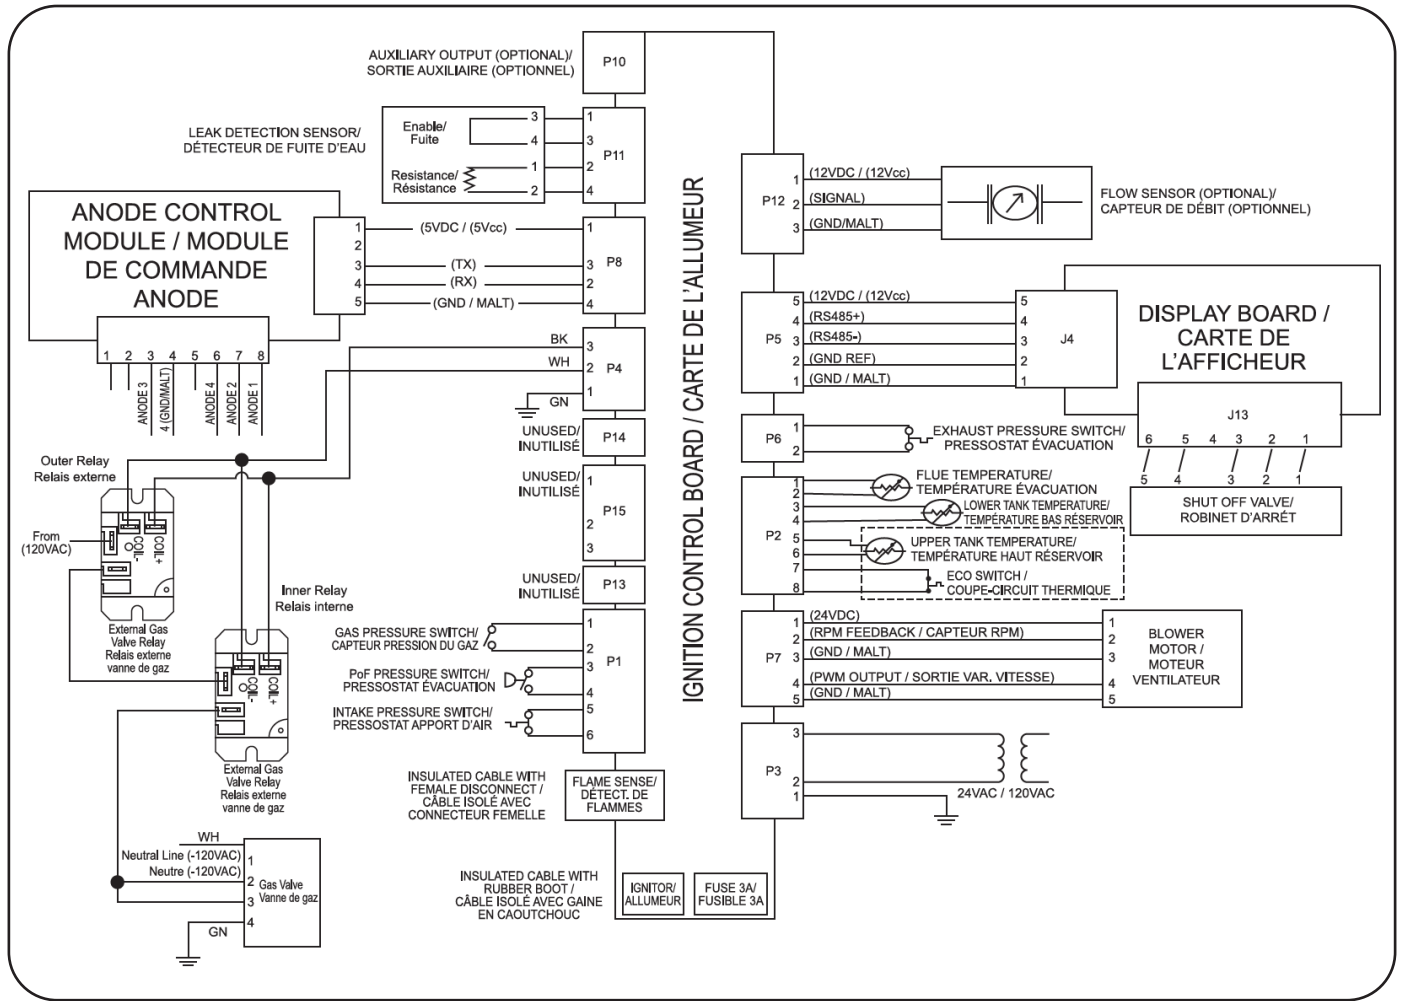 AUXILIARY OUTPUT (OPTIONAL)/
SORTIE AUXILIAIRE (OPTIONNEL)
P10
LEAK DETECTION SENSOR/
DÉTECTEUR DE FUITE D'EAU
Enable/
Fuite
Resistance/
Résistance
3
4
1
2
1
3
2
4
P11
ANODE CONTROL
MODULE / MODULE
DE COMMANDE
ANODE
1
2
3
4
5
(5VDC / (5Vcc)
(TX)
(RX)
(GND / MALT)
1
3
2
4
P8
1 2 3 4 5 6 7 8
ANODE 3
4 (GND/MALT)
ANODE 4
ANODE 2
ANODE 1
BK
WH
GN
3
2
1
P4
UNUSED/
INUTILISÉ
P14
UNUSED/
INUTILISÉ
1
2
3
P15
UNUSED/
INUTILISÉ
P13
Outer Relay
Relais externe
From
(120VAC)
COIL-
COIL+
External Gas
Valve Relay
Relais externe
vanne de gaz
Inner Relay
Relais interne
COIL-
COIL+
External Gas
Valve Relay
Relais externe
vanne de gaz
GAS PRESSURE SWITCH/
CAPTEUR PRESSION DU GAZ
PoF PRESSURE SWITCH/
PRESSOSTAT ÉVACUATION
INTAKE PRESSURE SWITCH/
PRESSOSTAT APPORT D'AIR
1
2
3
4
5
6
P1
INSULATED CABLE WITH
FEMALE DISCONNECT /
CÂBLE ISOLÉ AVEC
CONNECTEUR FEMELLE
FLAME SENSE/
DÉTECT. DE
FLAMMES
WH
Neutral Line (-120VAC)
Neutre (-120VAC)
GN
1
2
3
4
Gas Valve
Vanne de gaz
INSULATED CABLE WITH
RUBBER BOOT /
CÂBLE ISOLÉ AVEC GAINE
EN CAOUTCHOUC
IGNITOR/
ALLUMEUR
FUSE 3A/
FUSIBLE 3A
IGNITION CONTROL BOARD / CARTE DE L'ALLUMEUR
P12
1
2
3
(12VDC / (12Vcc)
(SIGNAL)
(GND/MALT)
FLOW SENSOR (OPTIONAL)/
CAPTEUR DE DÉBIT (OPTIONNEL)
P5
5
4
3
2
1
(12VDC / (12Vcc)
(RS485+)
(RS485-)
(GND REF)
(GND / MALT)
5
4
3
2
1
J4
DISPLAY BOARD /
CARTE DE
L'AFFICHEUR
J13
6 5 4 3 2 1
5 4 3 2 1
SHUT OFF VALVE/
ROBINET D'ARRÉT
P6
1
2
EXHAUST PRESSURE SWITCH/
PRESSOSTAT ÉVACUATION
P2
1
2
3
4
5
6
7
8
FLUE TEMPERATURE/
TEMPÉRATURE ÉVACUATION
LOWER TANK TEMPERATURE/
TEMPÉRATURE BAS RÉSERVOIR
UPPER TANK TEMPERATURE/
TEMPÉRATURE HAUT RÉSERVOIR
ECO SWITCH /
COUPE-CIRCUIT THERMIQUE
P7
1
2
3
4
5
(24VDC)
(RPM FEEDBACK / CAPTEUR RPM)
(GND / MALT)
(PWM OUTPUT / SORTIE VAR. VITESSE)
(GND / MALT)
1
2
3
4
5
BLOWER
MOTOR /
MOTEUR
VENTILATEUR
P3
3
2
1
24VAC / 120VAC